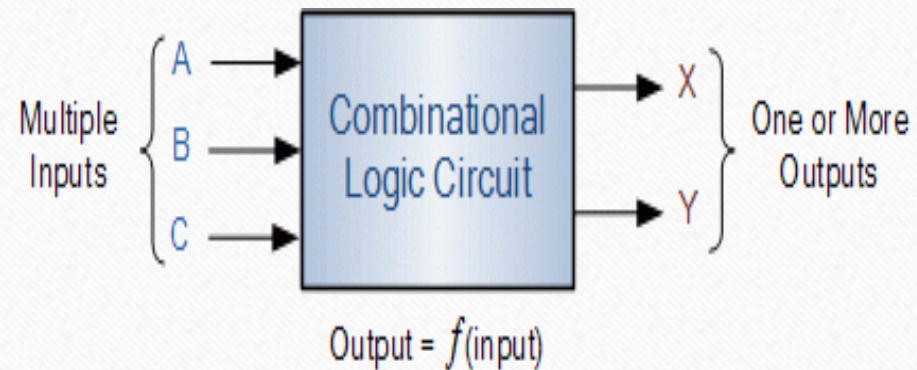 Multiple
Inputs
A
B
C
Combinational
Logic Circuit
X
Y
One or More
Outputs
Output = f(input)